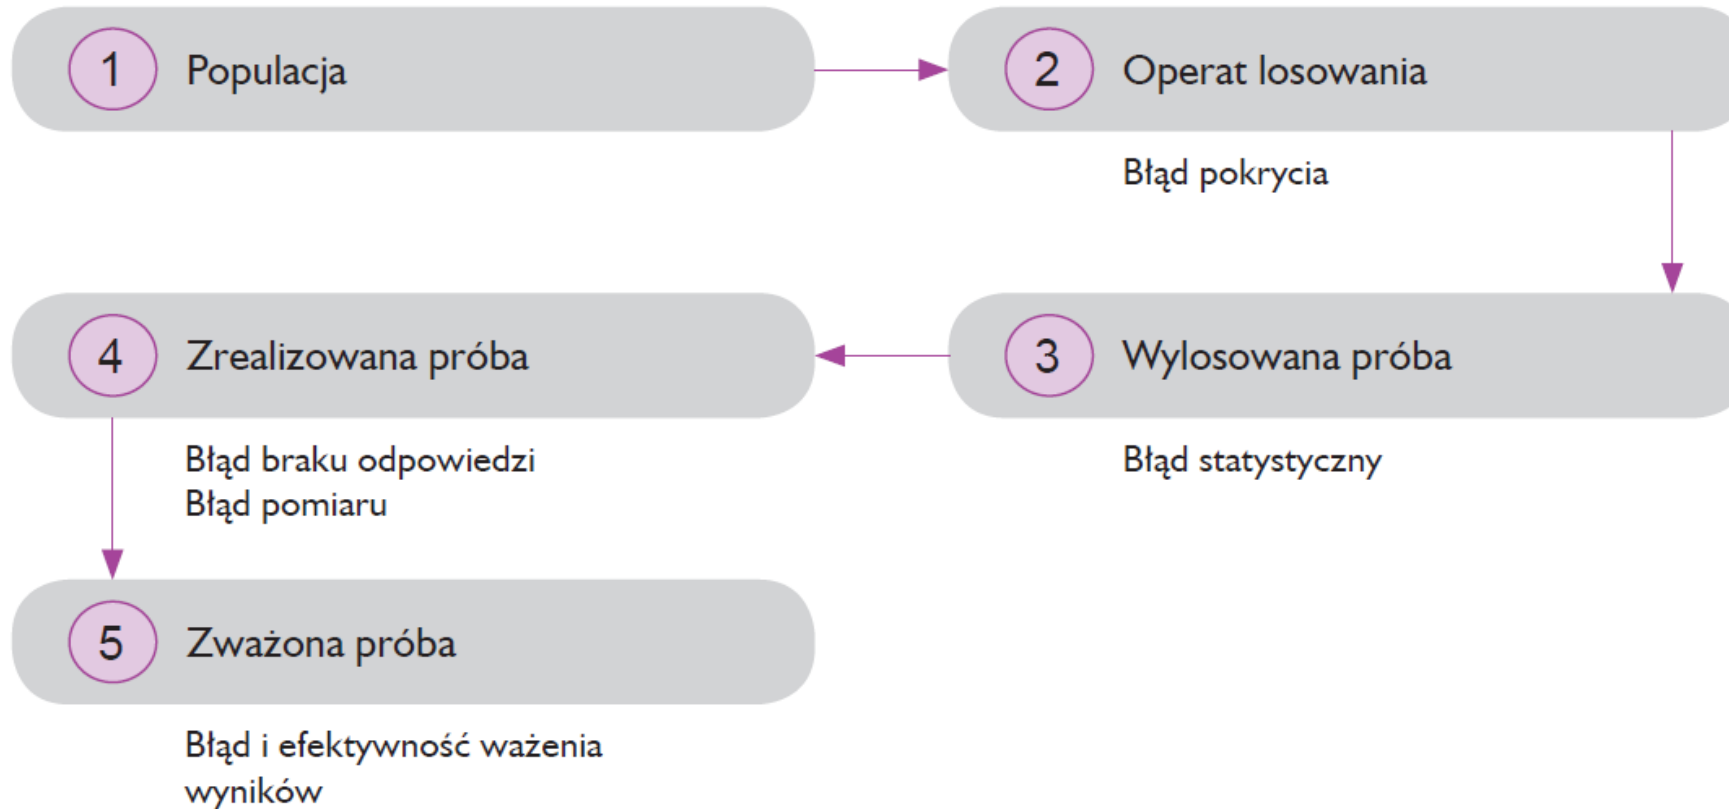 1 Populacja
2 Operat losowania
Błąd pokrycia
3 Wylosowana próba
Błąd statystyczny
4 Zrealizowana próba
Błąd braku odpowiedzi
Błąd pomiaru
5 Zważona próba
Błąd i efektywność ważenia
wyników